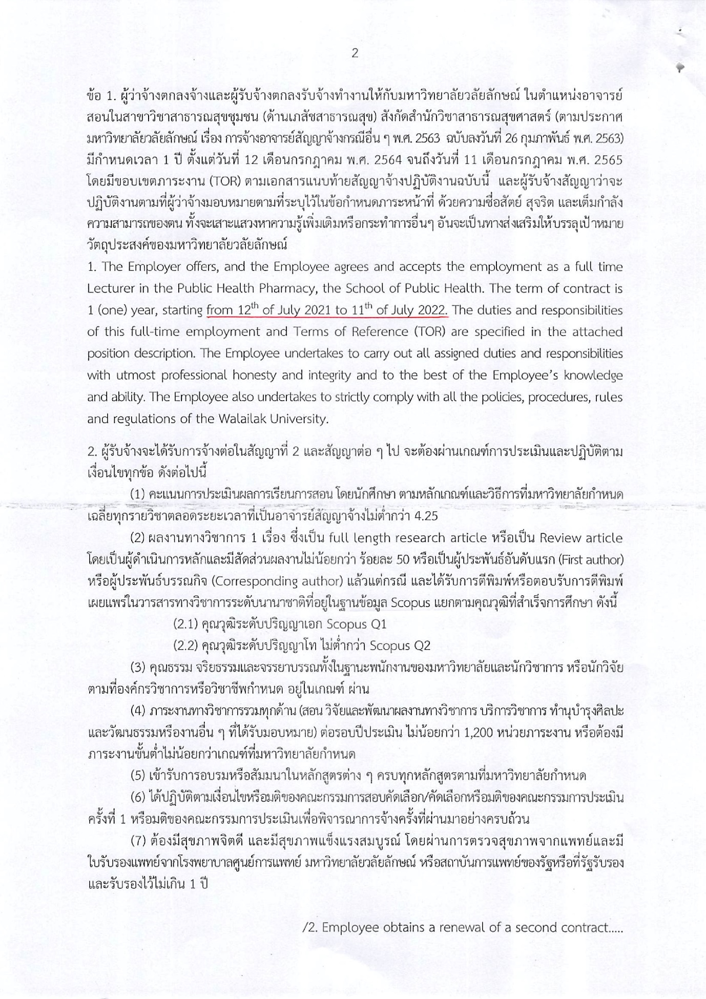 2
ข้อ 1. ผู้ว่าจ้างตกลงจ้างและผู้รับจ้างตกลงรับจ้างทำงานให้กับมหาวิทยาลัยวลัยลักษณ์ ในตำแหน่งอาจารย์
สอนในสาขาวิชาสาธารณสุขชุมชน (ด้านเภสัชสาธารณสุข) สังกัดสำนักวิชาสาธารณสุขศาสตร์ (ตามประกาศ
มหาวิทยาลัยวลัยลักษณ์ เรื่อง การจ้างอาจารย์สัญญาจ้างกรณีอื่น ๆ พ.ศ. 2563 ฉบับลงวันที่ 26 กุมภาพันธ์ พ.ศ. 2563)
มีกำหนดเวลา 1 ปี ตั้งแต่วันที่ 12 เดือนกรกฎาคม พ.ศ. 2564 จนถึงวันที่ 11 เดือนกรกฎาคม พ.ศ. 2565
โดยมีขอบเขตภาระงาน (TOR) ตามเอกสารแนบท้ายสัญญาจ้างปฏิบัติงานฉบับนี้ และผู้รับจ้างสัญญาว่าจะ
ปฏิบัติงานตามที่ผู้ว่าจ้างมอบหมายตามที่ระบุไว้ในข้อกำหนดภาระหน้าที่ ด้วยความซื่อสัตย์ สุจริต และเต็มกำลัง
ความสามารถของตน ทั้งจะเสาะแสวงหาความรู้เพิ่มเติมหรือกระทำการอื่นๆ อันจะเป็นทางส่งเสริมให้บรรลุเป้าหมาย
วัตถุประสงค์ของมหาวิทยาลัยวลัยลักษณ์
1. The Employer offers, and the Employee agrees and accepts the employment as a full time
Lecturer in the Public Health Pharmacy, the School of Public Health. The term of contract is
1 (one) year, starting from 12th of July 2021 to 11th of July 2022. The duties and responsibilities
of this full-time employment and Terms of Reference (TOR) are specified in the attached
position description. The Employee undertakes to carry out all assigned duties and responsibilities
with utmost professional honesty and integrity and to the best of the Employee's knowledge
and ability. The Employee also undertakes to strictly comply with all the policies, procedures, rules
and regulations of the Walailak University.
2. ผู้รับจ้างจะได้รับการจ้างต่อในสัญญาที่ 2 และสัญญาต่อ ๆ ไป จะต้องผ่านเกณฑ์การประเมินและปฏิบัติตาม
เงื่อนไขทุกข้อ ดังต่อไปนี้
(1) คะแนนการประเมินผลการเรียนการสอน โดยนักศึกษา ตามหลักเกณฑ์และวิธีการที่มหาวิทยาลัยกำหนด
เฉลี่ยทุกรายวิชาตลอดระยะเวลาที่เป็นอาจารย์สัญญาจ้างไม่ต่ำกว่า 4.25
(2) ผลงานทางวิชาการ 1 เรื่อง ซึ่งเป็น full length research article หรือเป็น Review article
โดยเป็นผู้ดำเนินการหลักและมีสัดส่วนผลงานไม่น้อยกว่า ร้อยละ 50 หรือเป็นผู้ประพันธ์อันดับแรก (First author)
หรือผู้ประพันธ์บรรณกิจ (Corresponding author) แล้วแต่กรณี และได้รับการตีพิมพ์หรือตอบรับการตีพิมพ์
เผยแพร่ในวารสารทางวิชาการระดับนานาชาติที่อยู่ในฐานข้อมูล Scopus แยกตามคุณวุฒิที่สำเร็จการศึกษา ดังนี้
(2.1) คุณวุฒิระดับปริญญาเอก Scopus Q1
(2.2) คุณวุฒิระดับปริญญาโท ไม่ต่ำกว่า Scopus Q2
(3) คุณธรรม จริยธรรมและจรรยาบรรณทั้งในฐานะพนักงานของมหาวิทยาลัยและนักวิชาการ หรือนักวิจัย
ตามที่องค์กรวิชาการหรือวิชาชีพกำหนด อยู่ในเกณฑ์ ผ่าน
(4) ภาระงานทางวิชาการรวมทุกด้าน (สอน วิจัยและพัฒนาผลงานทางวิชาการ บริการวิชาการ ทำนุบำรุงศิลปะ
และวัฒนธรรมหรืองานอื่น ๆ ที่ได้รับมอบหมาย) ต่อรอบปีประเมิน ไม่น้อยกว่า 1,200 หน่วยภาระงาน หรือต้องมี
ภาระงานขั้นต่ำไม่น้อยกว่าเกณฑ์ที่มหาวิทยาลัยกำหนด
(5) เข้ารับการอบรมหรือสัมมนาในหลักสูตรต่าง ๆ ครบทุกหลักสูตรตามที่มหาวิทยาลัยกำหนด
(6) ได้ปฏิบัติตามเงื่อนไขหรือมติของคณะกรรมการสอบคัดเลือก/คัดเลือกหรือมติของคณะกรรมการประเมิน
ครั้งที่ 1 หรือมติของคณะกรรมการประเมินเพื่อพิจารณาการจ้างครั้งที่ผ่านมาอย่างครบถ้วน
(7) ต้องมีสุขภาพจิตดี และมีสุขภาพแข็งแรงสมบูรณ์ โดยผ่านการตรวจสุขภาพจากแพทย์และมี
ใบรับรองแพทย์จากโรงพยาบาลศูนย์การแพทย์ มหาวิทยาลัยวลัยลักษณ์ หรือสถาบันการแพทย์ของรัฐหรือที่รัฐรับรอง
และรับรองไว้ไม่เกิน 1 ปี
/2. Employee obtains a renewal of a second contract.....